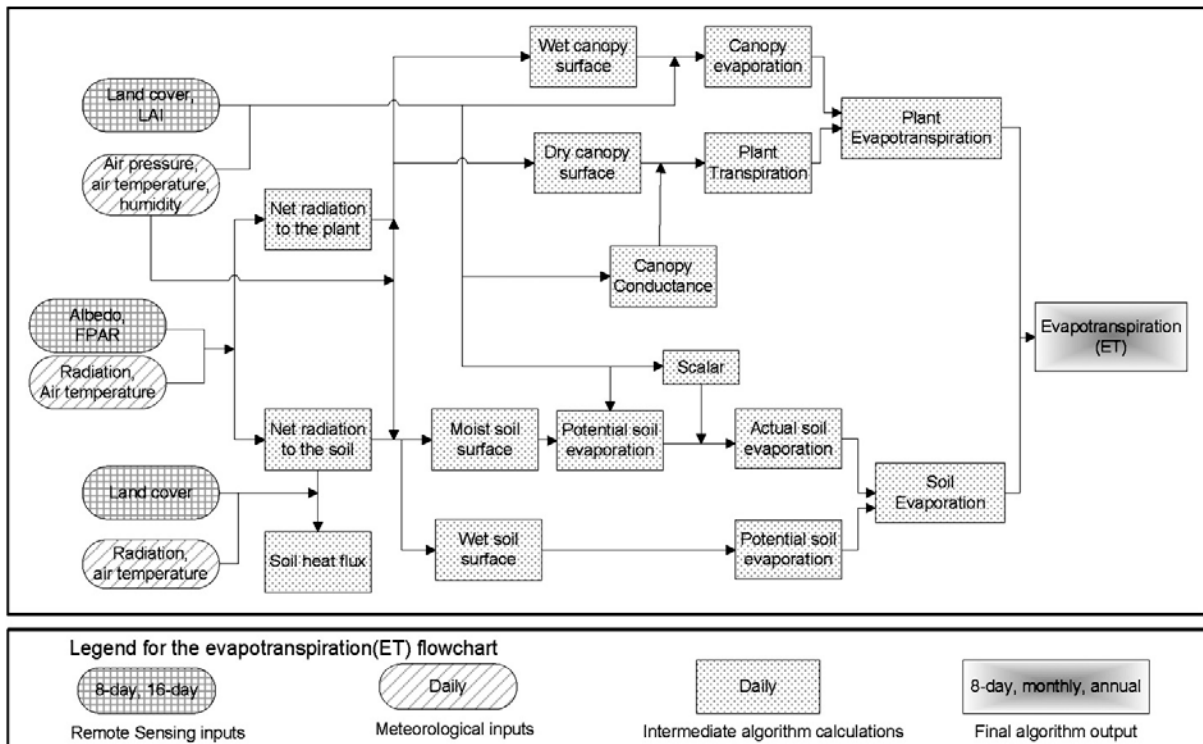 Wet canopy
surface
Canopy
evaporation
Land cover,
LAI
Plant
Evapotranspiration
Air pressure,
air temperature,
humidity
Dry canopy
surface
Plant
Transpiration
Net radiation
to the plant
Canopy
Conductance
Albedo,
FPAR
Evapotranspiration
(ET)
Radiation,
Air temperature
Scalar
Net radiation
to the soil
Moist soil
surface
Potential soil
evaporation
Actual soil
evaporation
Land cover
Soil
Evaporation
Radiation,
air temperature
Soil heat flux
Wet soil
surface
Potential soil
evaporation
Legend for the evapotranspiration(ET) flowchart
8-day, 16-day
Daily
Daily
8-day, monthly, annual
Remote Sensing inputs
Meteorological inputs
Intermediate algorithm calculations
Final algorithm output